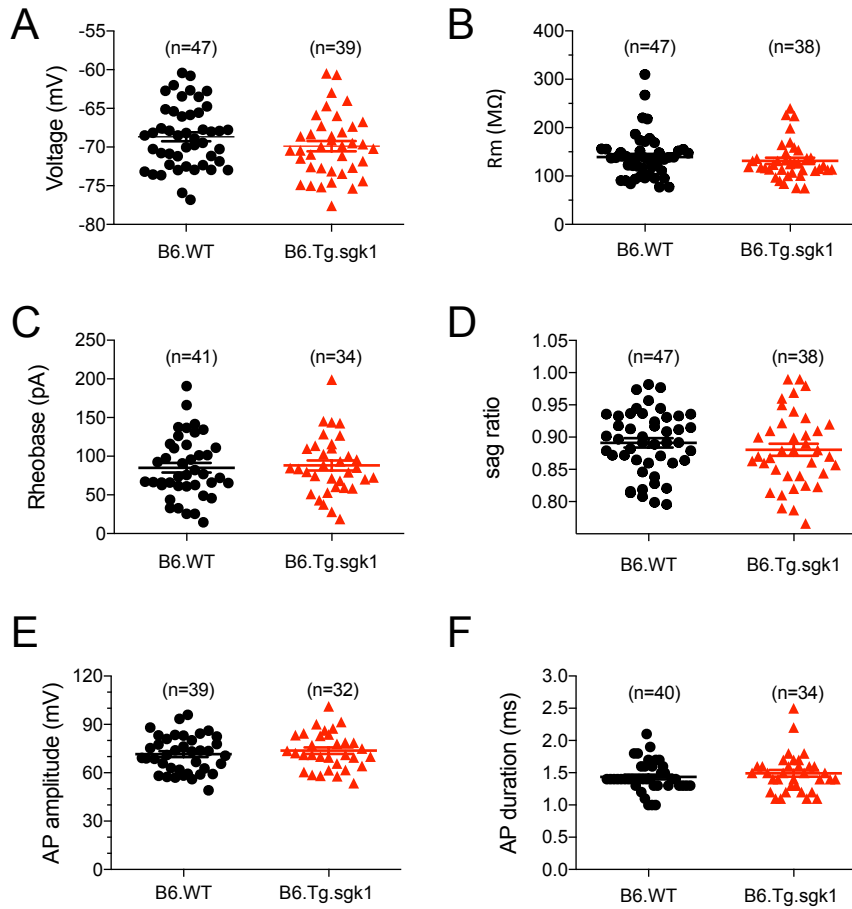 A
Voltage (mV)
-55
-60
-65
-70
-75
-80
(n=47)
(n=39)
B6.WT
B6.Tg.sgk1
B
Rm (MΩ)
400
300
200
100
0
(n=47)
(n=38)
B6.WT
B6.Tg.sgk1
C
Rheobase (pA)
250
200
150
100
50
0
(n=41)
(n=34)
B6.WT
B6.Tg.sgk1
D
sag ratio
1.05
1.00
0.95
0.90
0.85
0.80
(n=47)
(n=38)
B6.WT
B6.Tg.sgk1
E
AP amplitude (mV)
120
90
60
30
0
(n=39)
(n=32)
B6.WT
B6.Tg.sgk1
F
AP duration (ms)
3.0
2.5
2.0
1.5
1.0
0.5
0.0
(n=40)
(n=34)
B6.WT
B6.Tg.sgk1